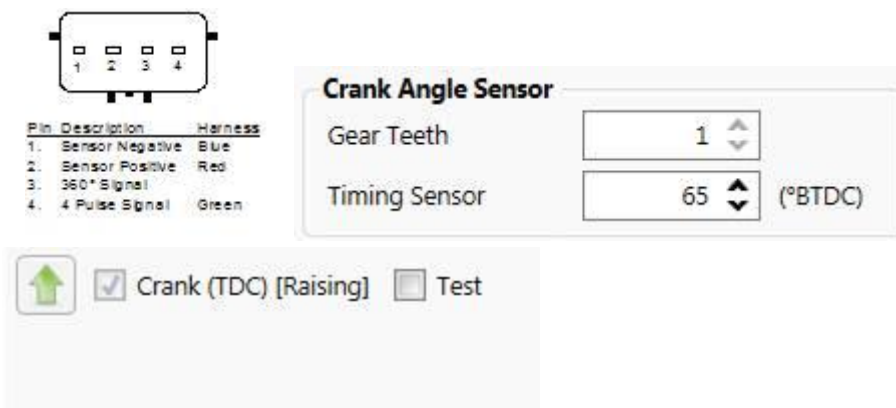 1 2 3 4
Pin Description Harness
1. Sensor Negative Blue
2. Sensor Positive Red
3. 360° Signal
4. 4 Pulse Signal Green
Crank Angle Sensor
Gear Teeth 1
Timing Sensor 65 (°BTDC)
Crank (TDC) [Raising] Test